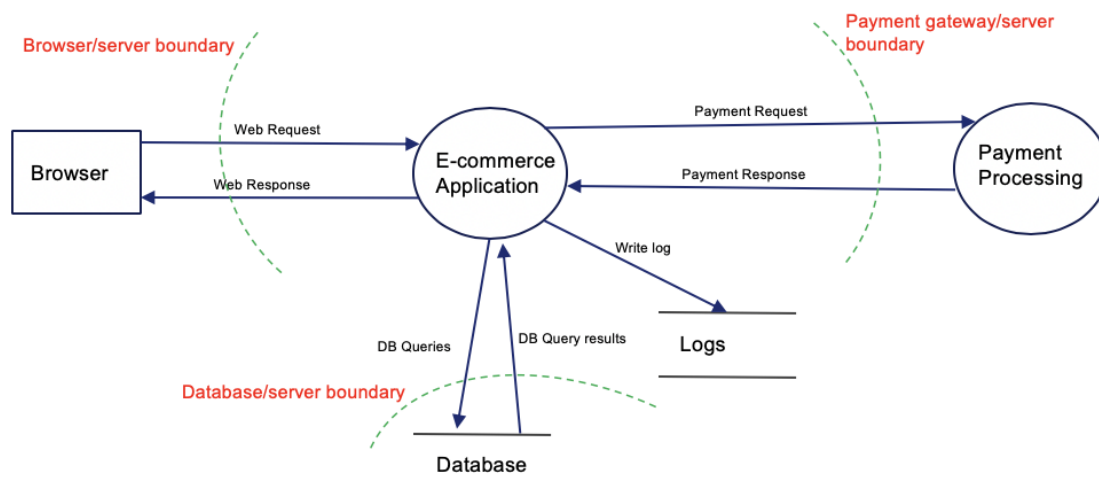 Browser/server boundary
Payment gateway/server
boundary
Web Request
Payment Request
Browser
E-commerce
Application
Payment
Processing
Web Response
Payment Response
Write log
DB Queries
DB Query results
Logs
Database/server boundary
Database